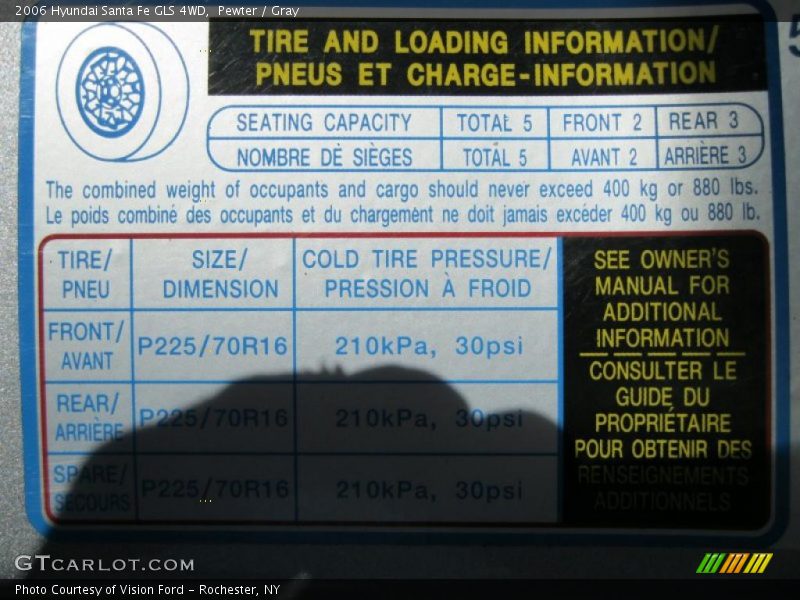 2006 Hyundai Santa Fe GLS 4WD, Pewter / Gray
TIRE AND LOADING INFORMATION/
PNEUS ET CHARGE-INFORMATION
5
SEATING CAPACITY TOTAL 5 FRONT 2 REAR 3
NOMBRE DE SIÈGES TOTAL 5 AVANT 2 ARRIÈRE 3
The combined weight of occupants and cargo should never exceed 400 kg or 880 lbs.
Le poids combiné des occupants et du chargement ne doit jamais excéder 400 kg ou 880 lb.
TIRE/ SIZE/ COLD TIRE PRESSURE/
PNEU DIMENSION PRESSION À FROID
FRONT/
AVANT P225/70R16 210kPa, 30psi
REAR/
ARRIÈRE P225/70R16 210kPa, 30psi
SPARE/
SECOURS P225/70R16 210kPa, 30psi
SEE OWNER'S
MANUAL FOR
ADDITIONAL
INFORMATION
CONSULTER LE
GUIDE DU
PROPRIÉTAIRE
POUR OBTENIR DES
RENSEIGNEMENTS
ADDITIONNELS
GTCARLOT.COM
Photo Courtesy of Vision Ford - Rochester, NY